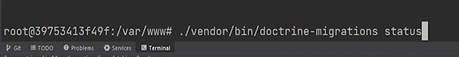 root@39753413f49f:/var/www# ./vendor/bin/doctrine-migrations status
Git TODO Problems Services Terminal